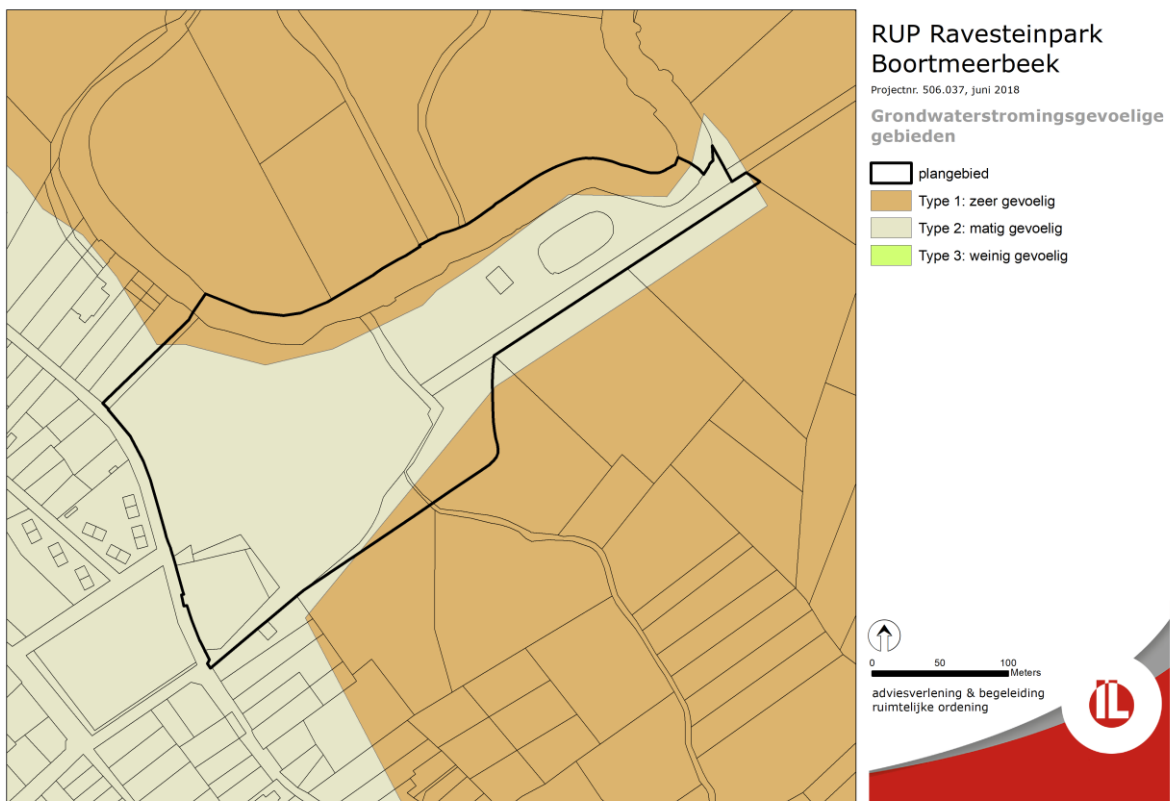 RUP Ravesteinpark
Boortmeerbeek
Projectnr. 506.037, juni 2018
Grondwaterstromingsgevoelige
gebieden
plangebied
Type 1: zeer gevoelig
Type 2: matig gevoelig
Type 3: weinig gevoelig
0 50 100
Meters
adviesverlening & begeleiding
ruimtelijke ordening
IL